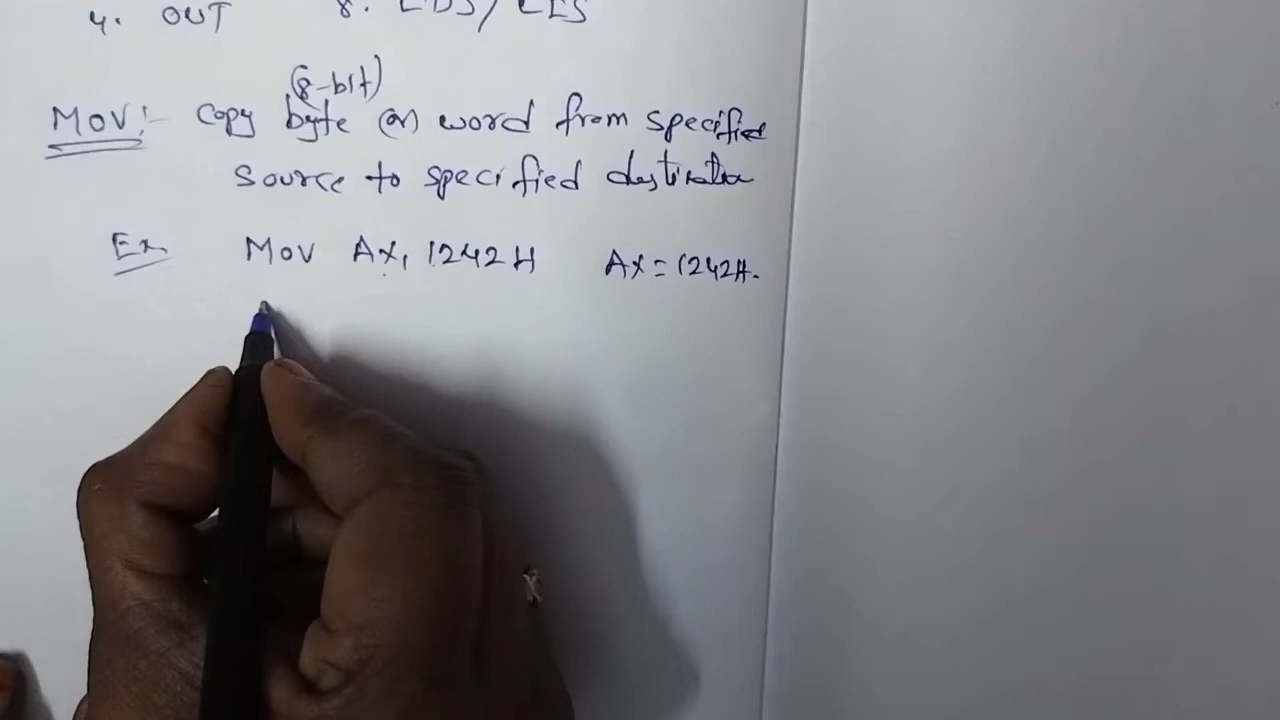 4. OUT 8. LDS/LES
(8-bit)
MOV:- Copy byte (or) word from specified
source to specified destination
Ex Mov Ax, 1242H Ax = 1242H.